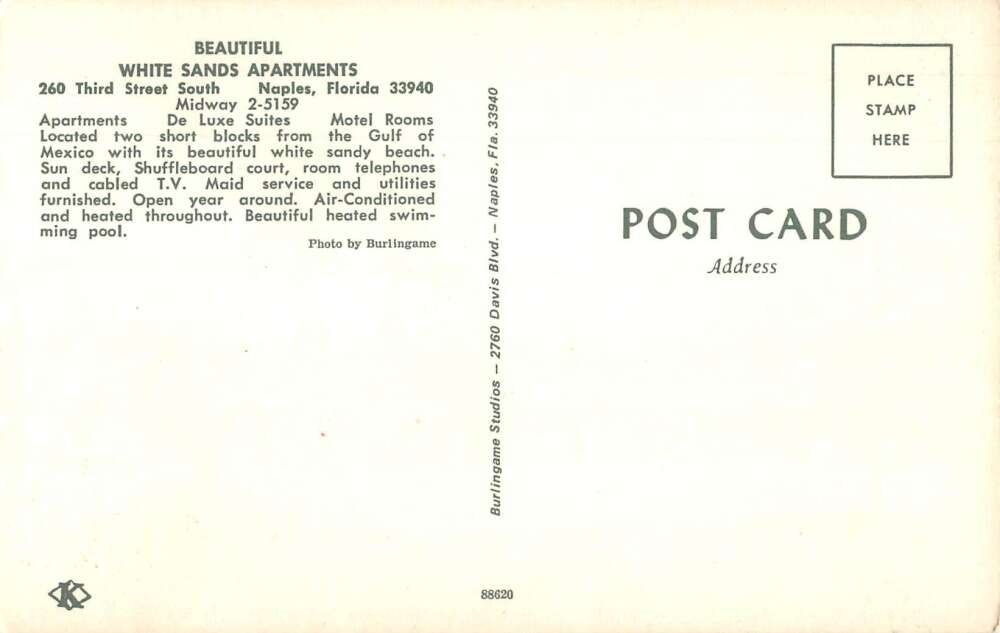 BEAUTIFUL
WHITE SANDS APARTMENTS
260 Third Street South Naples, Florida 33940
Midway 2-5159
Apartments De Luxe Suites Motel Rooms
Located two short blocks from the Gulf of
Mexico with its beautiful white sandy beach.
Sun deck, Shuffleboard court, room telephones
and cabled T.V. Maid service and utilities
furnished. Open year around. Air-Conditioned
and heated throughout. Beautiful heated swim-
ming pool.
Photo by Burlingame
Burlingame Studios — 2760 Davis Blvd. — Naples, Fla. 33940
PLACE
STAMP
HERE
POST CARD
Address
K
88620